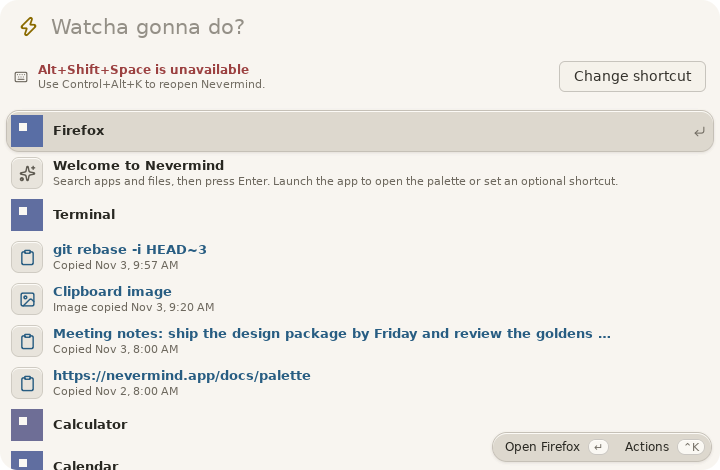 Watcha gonna do?
Alt+Shift+Space is unavailable
Use Control+Alt+K to reopen Nevermind.
Change shortcut
Firefox
Welcome to Nevermind
Search apps and files, then press Enter. Launch the app to open the palette or set an optional shortcut.
Terminal
git rebase -i HEAD~3
Copied Nov 3, 9:57 AM
Clipboard image
Image copied Nov 3, 9:20 AM
Meeting notes: ship the design package by Friday and review the goldens ...
Copied Nov 3, 8:00 AM
https://nevermind.app/docs/palette
Copied Nov 2, 8:00 AM
Calculator
Open Firefox ↵ Actions ^K
Calendar